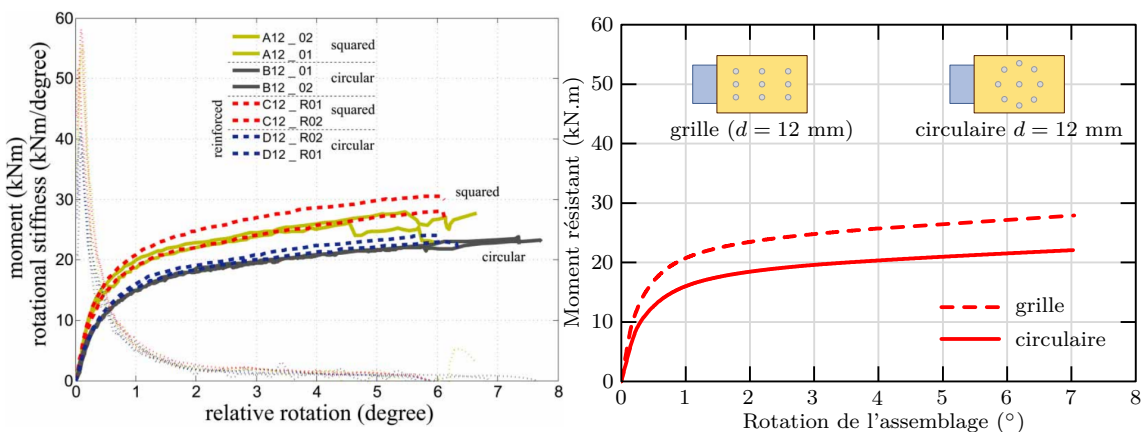 moment (kNm)
rotational stiffness (kNm/degree)
60
50
40
30
20
10
0
A12 _ 02
A12 _ 01
squared
B12 _ 01
circular
B12 _ 02
reinforced
C12 _ R01
squared
C12 _ R02
D12 _ R02
circular
D12 _ R01
squared
circular
0 1 2 3 4 5 6 7 8
relative rotation (degree)
Moment résistant (kN.m)
60
50
40
30
20
10
0
grille (d = 12 mm)
circulaire d = 12 mm
grille
circulaire
0 1 2 3 4 5 6 7 8
Rotation de l'assemblage (°)